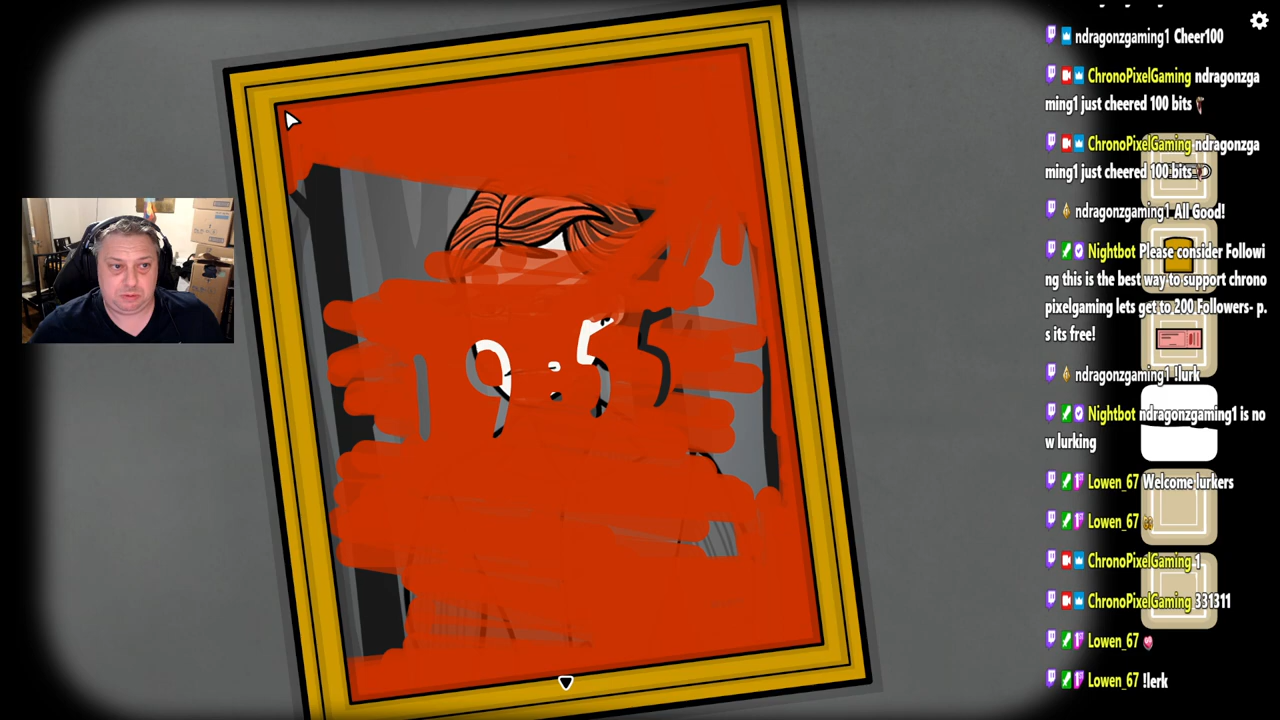 19:55
ndragonzgaming1 Cheer100
ChronoPixelGaming ndragonzga
ming1 just cheered 100 bits
ChronoPixelGaming ndragonzga
ming1 just cheered 100 bits
ndragonzgaming1 All Good!
Nightbot Please consider Followi
ng this is the best way to support chrono
pixelgaming lets get to 200 Followers- p.
s its free!
ndragonzgaming1 !lurk
Nightbot ndragonzgaming1 is no
w lurking
Lowen_67 Welcome lurkers
Lowen_67
ChronoPixelGaming 1
ChronoPixelGaming 331311
Lowen_67
Lowen_67 !lerk